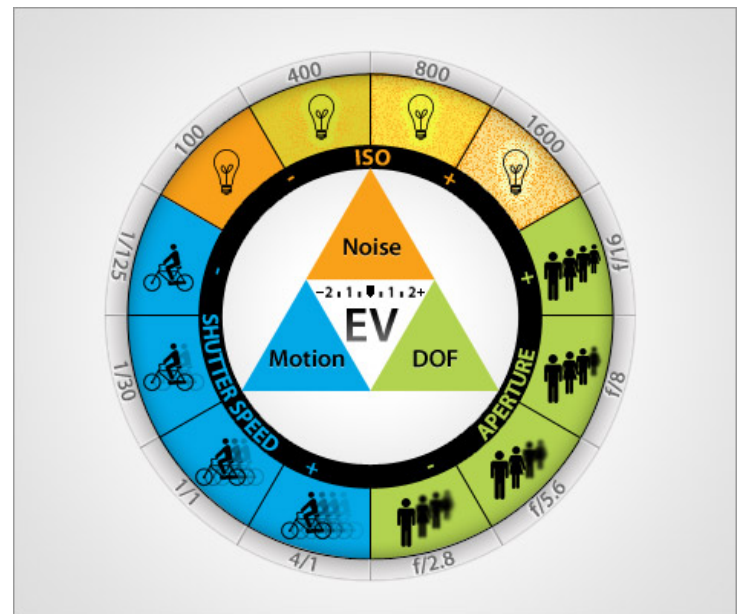 400
800
100
1600
ISO
-
+
1/125
f/16
-
+
Noise
-2 1 1 2+
EV
Motion
DOF
SHUTTER SPEED
APERTURE
1/30
f/8
+
-
1/1
f/5.6
4/1
f/2.8